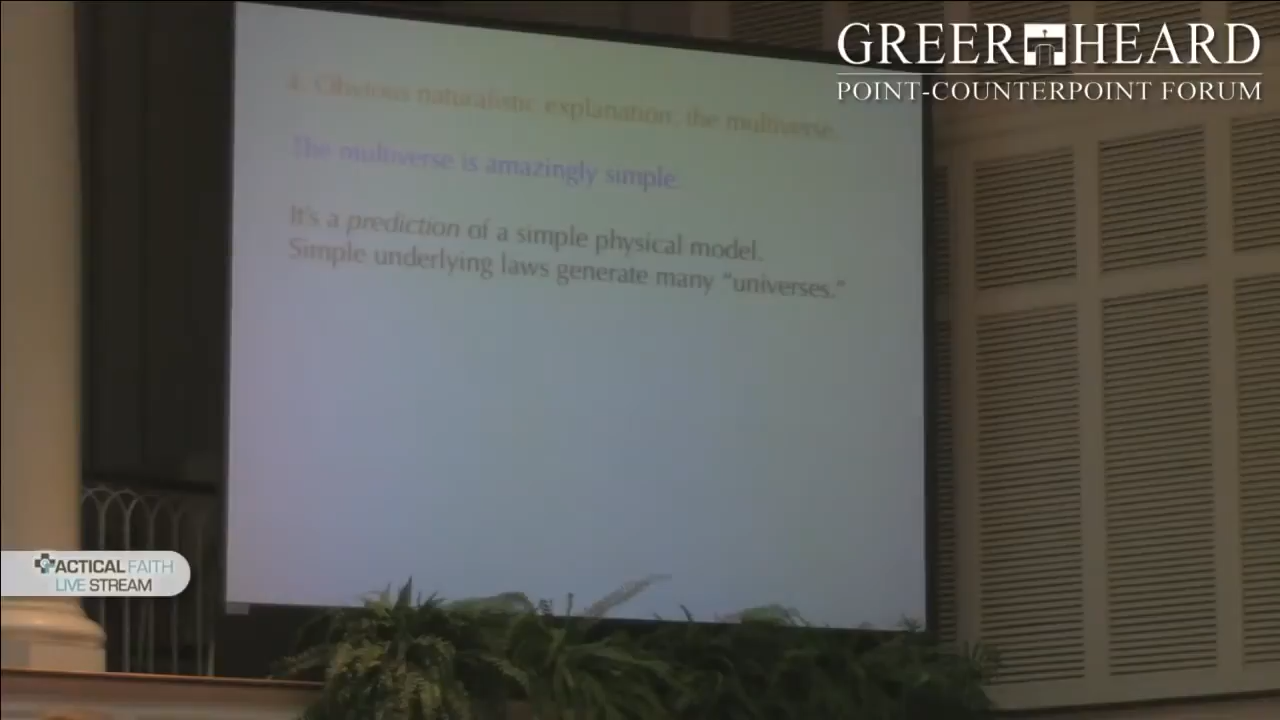 GREER HEARD
POINT-COUNTERPOINT FORUM
4. Obvious naturalistic explanation: the multiverse.
The multiverse is amazingly simple.
It's a prediction of a simple physical model.
Simple underlying laws generate many "universes."
ACTICAL FAITH
LIVE STREAM